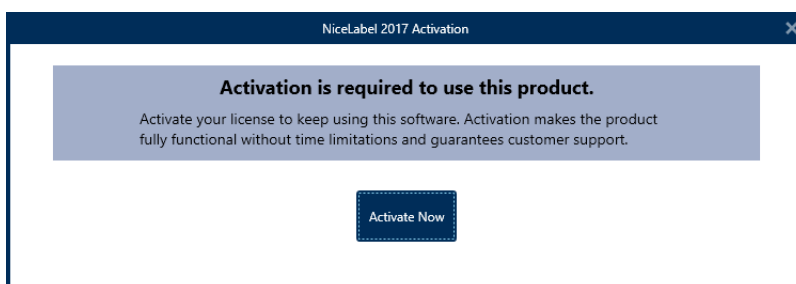 NiceLabel 2017 Activation
Activation is required to use this product.
Activate your license to keep using this software. Activation makes the product
fully functional without time limitations and guarantees customer support.
Activate Now